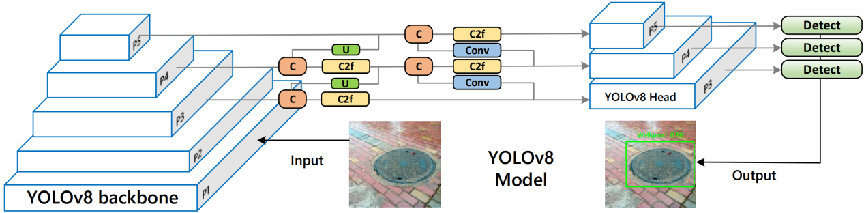 P5
P4
P3
P2
P1
YOLOv8 backbone
C
U
C2f
C
U
C2f
C
C2f
Conv
C
C2f
Conv
P5
P4
P3
YOLOv8 Head
Detect
Detect
Detect
Input
YOLOv8
Model
Output